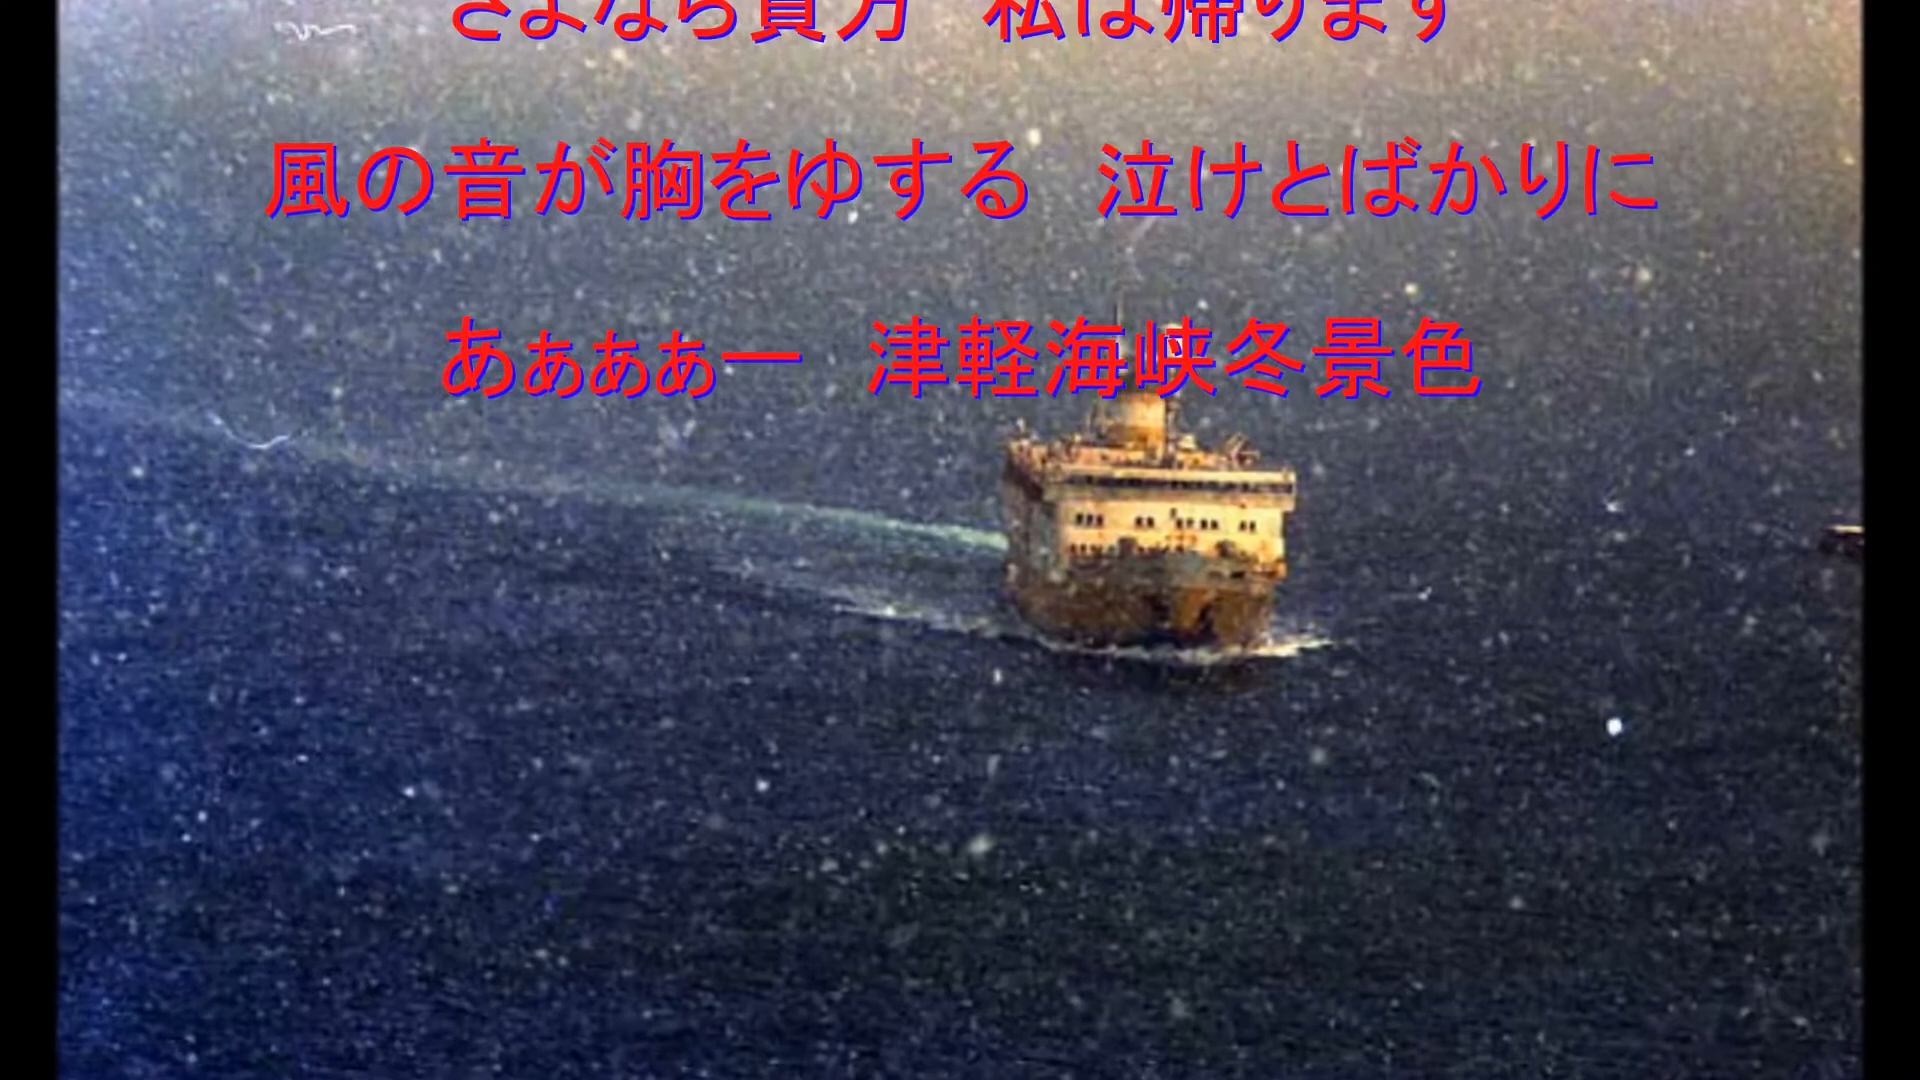 さよなら貴方　私は帰ります
風の音が胸をゆする　泣けとばかりに
あぁぁぁー　津軽海峡冬景色